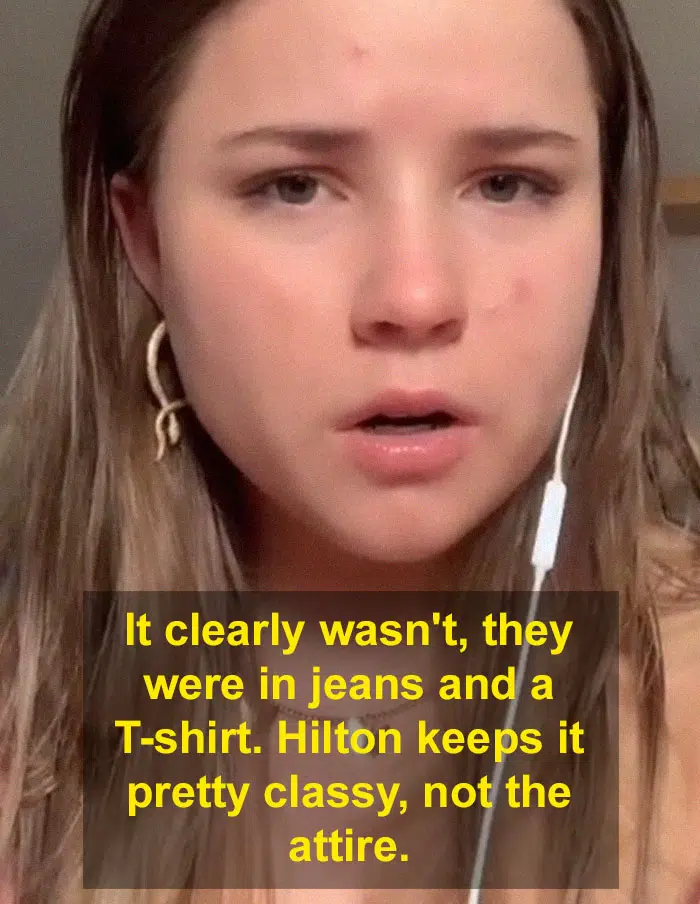 It clearly wasn't, they
were in jeans and a
T-shirt. Hilton keeps it
pretty classy, not the
attire.